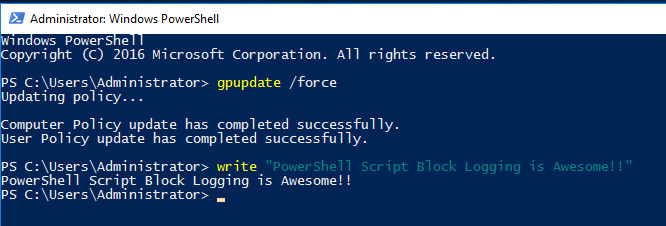 Administrator: Windows PowerShell
Windows PowerShell
Copyright (C) 2016 Microsoft Corporation. All rights reserved.
PS C:\Users\Administrator> gpupdate /force
Updating policy...
Computer Policy update has completed successfully.
User Policy update has completed successfully.
PS C:\Users\Administrator> write "PowerShell Script Block Logging is Awesome!!"
PowerShell Script Block Logging is Awesome!!
PS C:\Users\Administrator>